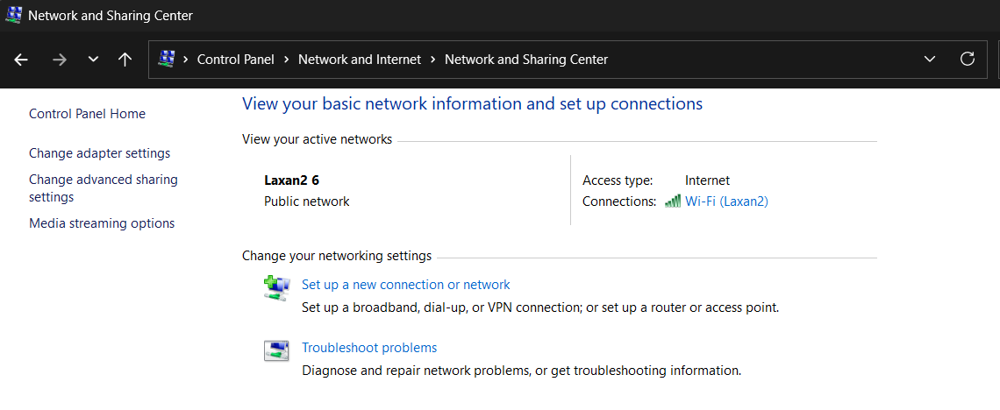 Network and Sharing Center
Control Panel > Network and Internet > Network and Sharing Center
Control Panel Home
Change adapter settings
Change advanced sharing
settings
Media streaming options
View your basic network information and set up connections
View your active networks
Laxan2 6
Public network
Access type: Internet
Connections: Wi-Fi (Laxan2)
Change your networking settings
Set up a new connection or network
Set up a broadband, dial-up, or VPN connection; or set up a router or access point.
Troubleshoot problems
Diagnose and repair network problems, or get troubleshooting information.